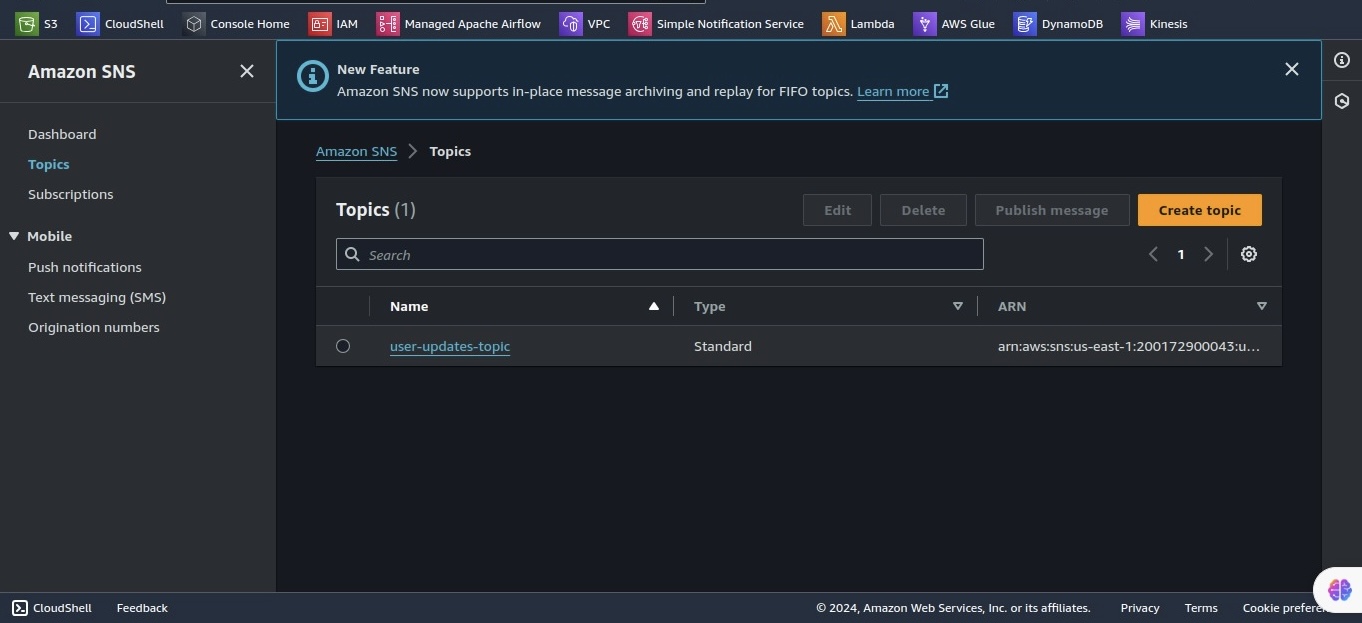 S3 CloudShell Console Home IAM Managed Apache Airflow VPC Simple Notification Service Lambda AWS Glue DynamoDB Kinesis
Amazon SNS
New Feature
Amazon SNS now supports in-place message archiving and replay for FIFO topics. Learn more
Dashboard
Topics
Subscriptions
Mobile
Push notifications
Text messaging (SMS)
Origination numbers
Amazon SNS Topics
Topics (1) Edit Delete Publish message Create topic
Search 1
Name Type ARN
user-updates-topic Standard arn:aws:sns:us-east-1:200172900043:u...
CloudShell Feedback © 2024, Amazon Web Services, Inc. or its affiliates. Privacy Terms Cookie